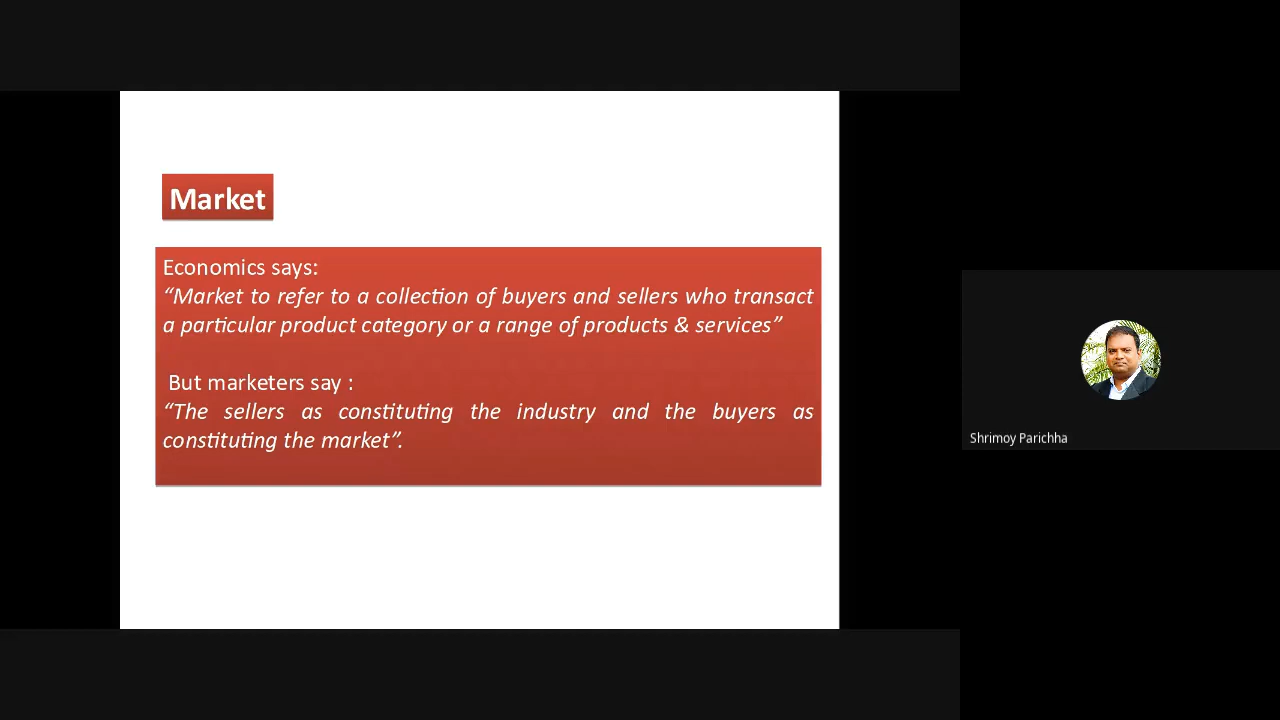 Market
Economics says:
“Market to refer to a collection of buyers and sellers who transact
a particular product category or a range of products & services”
But marketers say :
“The sellers as constituting the industry and the buyers as
constituting the market”.
Shrimoy Parichha